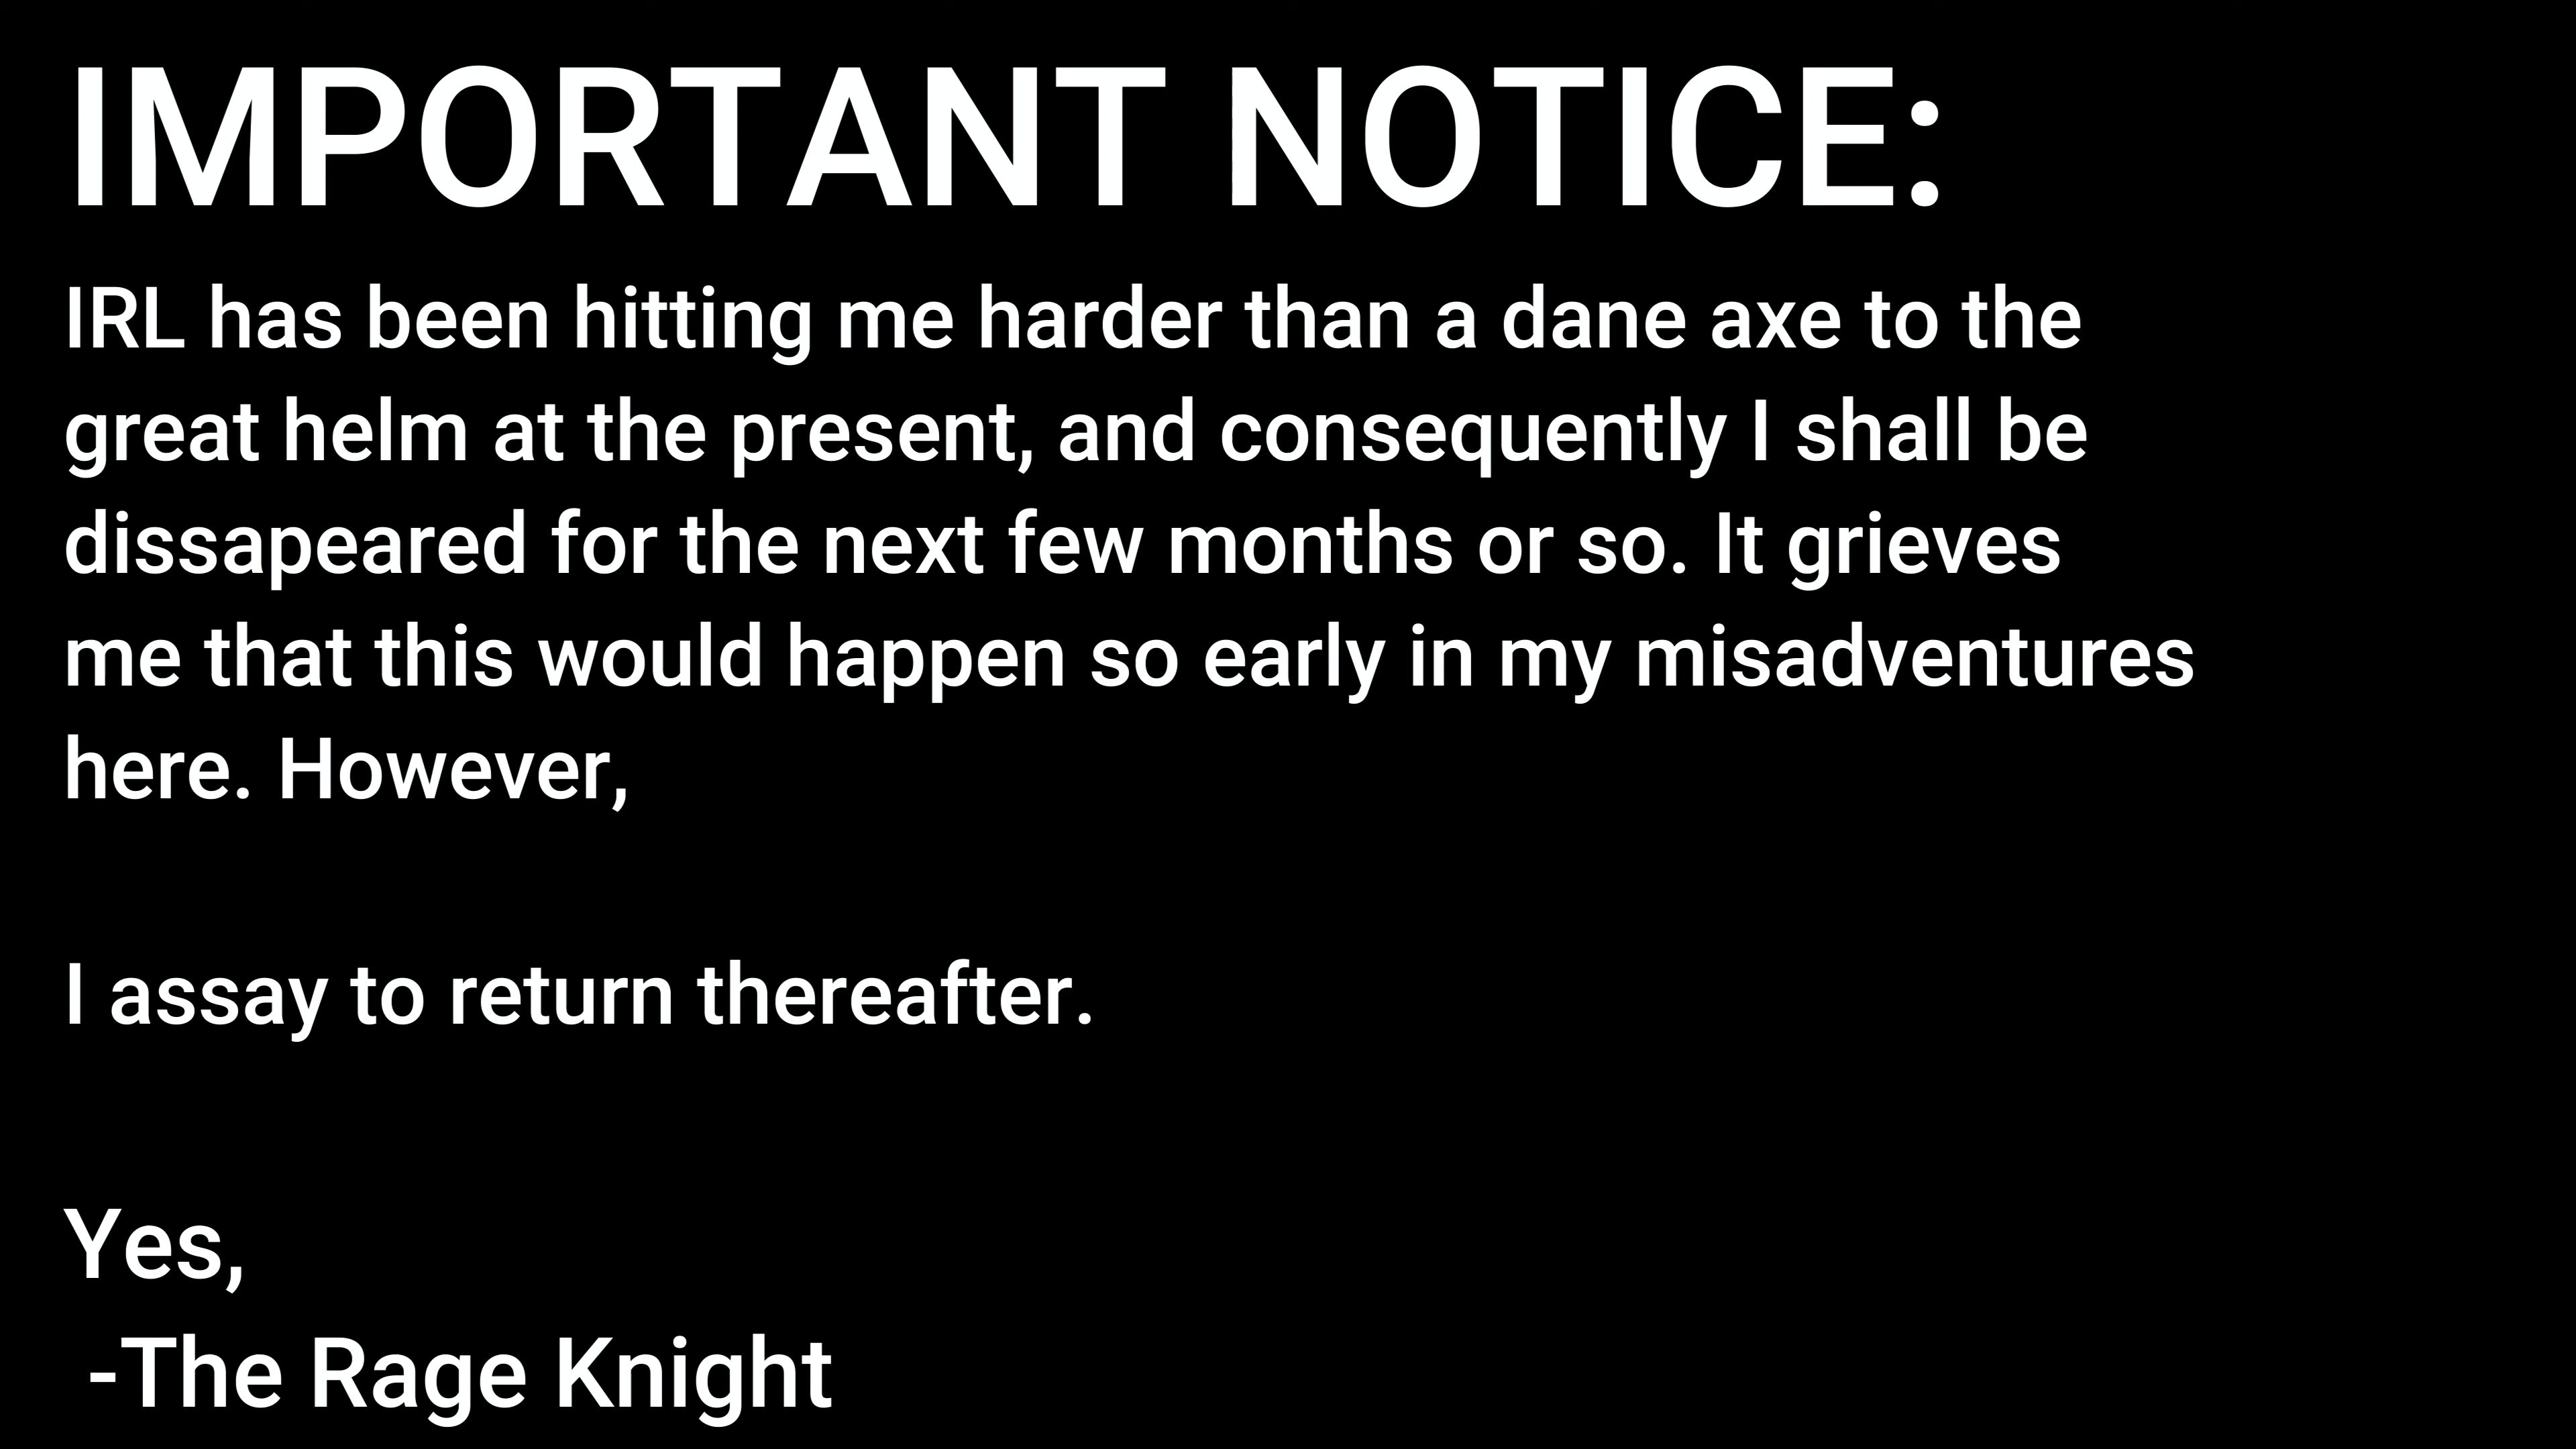 IMPORTANT NOTICE:
IRL has been hitting me harder than a dane axe to the
great helm at the present, and consequently I shall be
dissapeared for the next few months or so. It grieves
me that this would happen so early in my misadventures
here. However,
I assay to return thereafter.
Yes,
-The Rage Knight